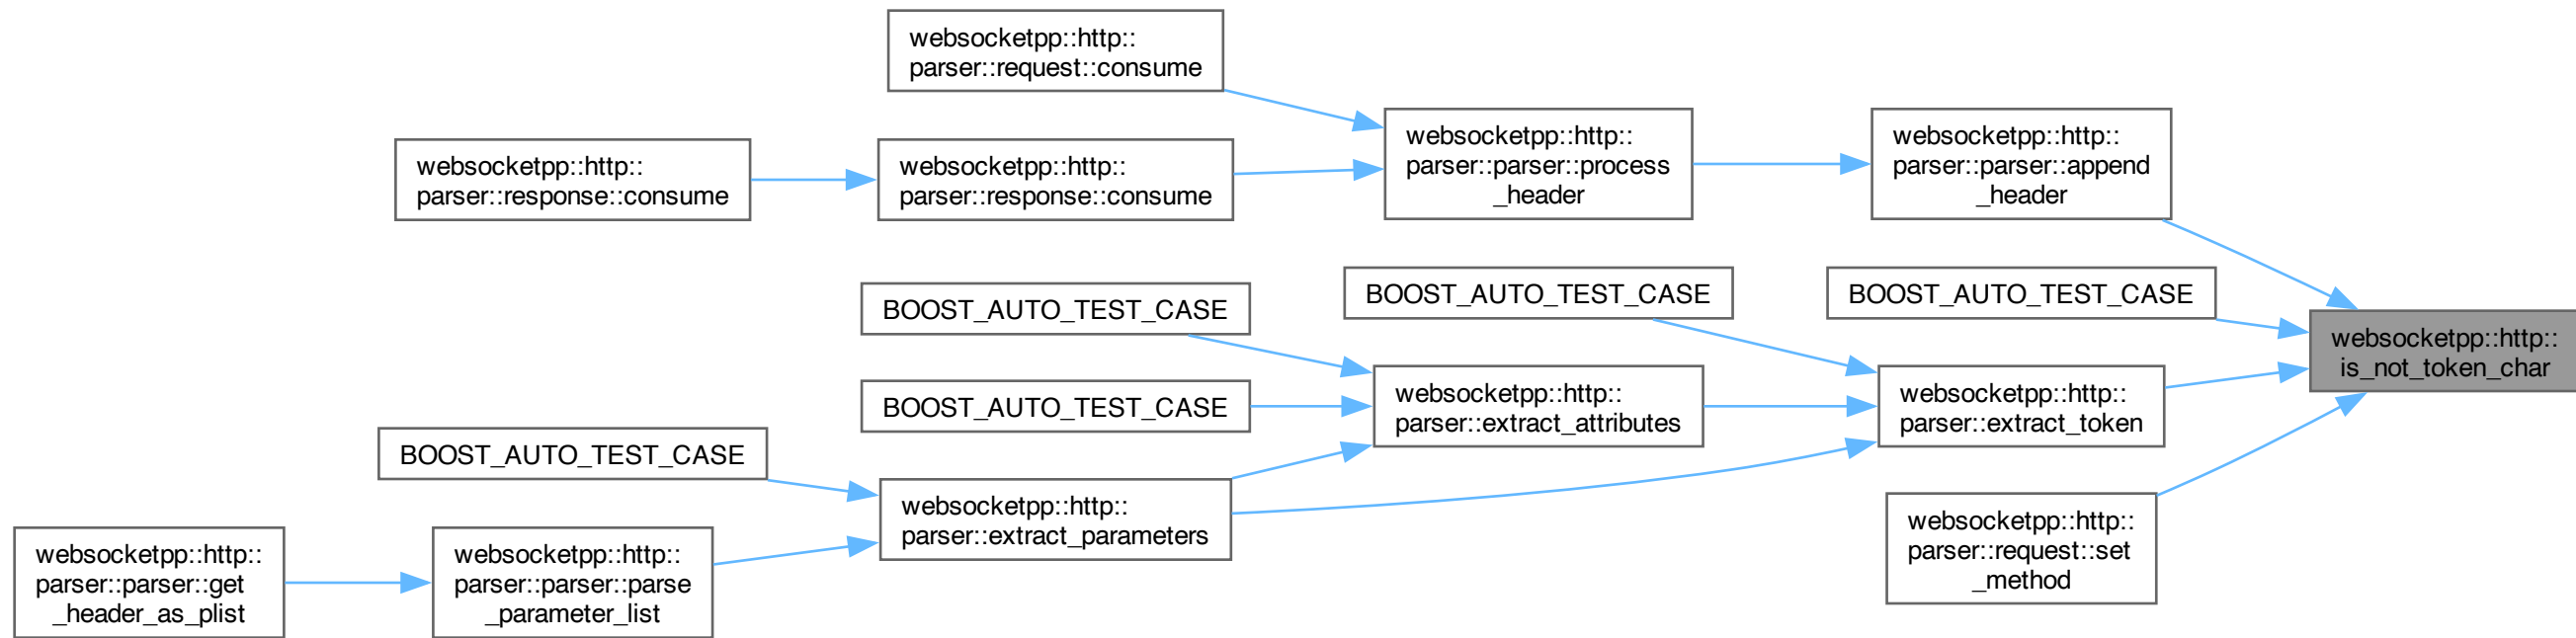 websocketpp::http::
parser::request::consume
websocketpp::http::
parser::response::consume
websocketpp::http::
parser::response::consume
websocketpp::http::
parser::parser::process
_header
websocketpp::http::
parser::parser::append
_header
BOOST_AUTO_TEST_CASE
BOOST_AUTO_TEST_CASE
BOOST_AUTO_TEST_CASE
websocketpp::http::
is_not_token_char
BOOST_AUTO_TEST_CASE
websocketpp::http::
parser::extract_attributes
websocketpp::http::
parser::extract_token
BOOST_AUTO_TEST_CASE
websocketpp::http::
parser::extract_parameters
websocketpp::http::
parser::request::set
_method
websocketpp::http::
parser::parser::get
_header_as_plist
websocketpp::http::
parser::parser::parse
_parameter_list